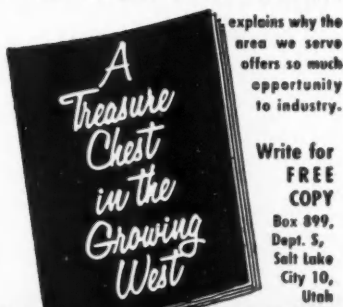 A
Treasure
Chest
in the
Growing
West
explains why the
area we serve
offers so much
opportunity
to industry.
Write for
FREE
COPY
Box 899,
Dept. S,
Salt Lake
City 10,
Utah